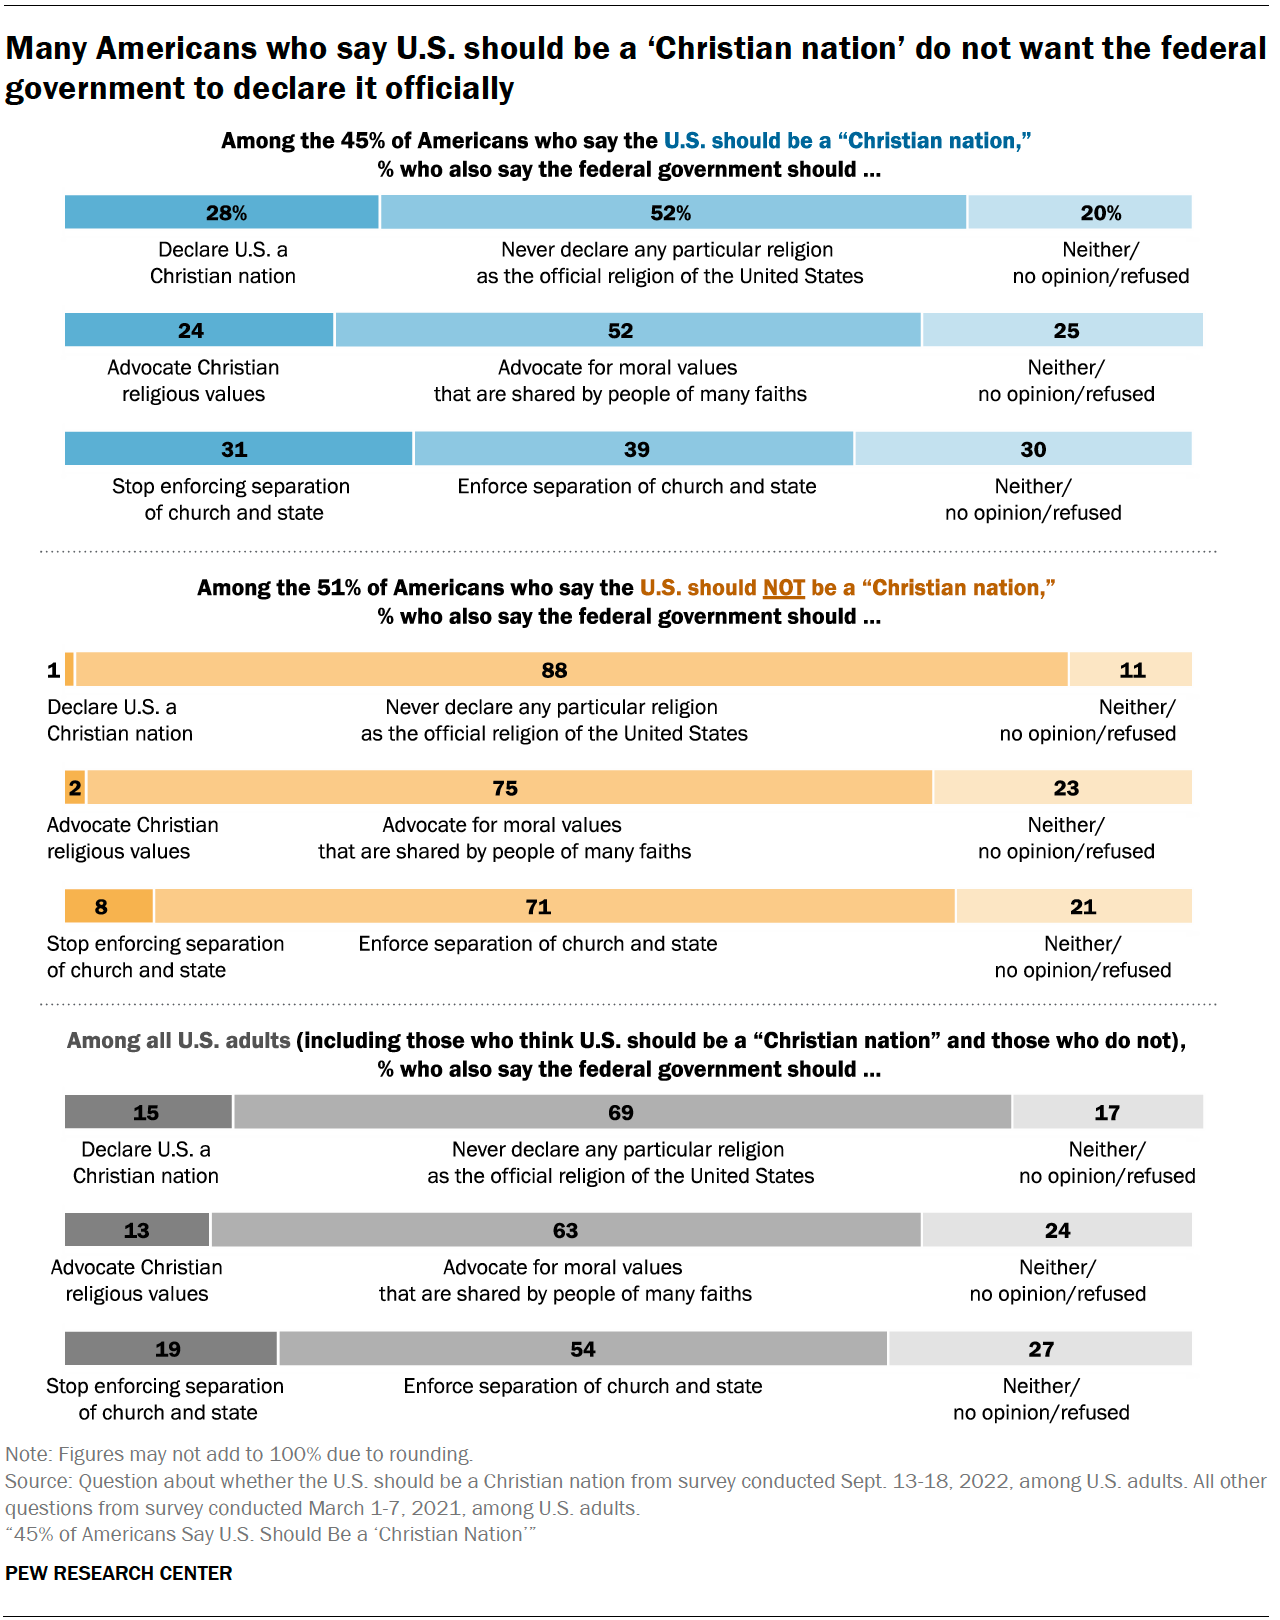 Many Americans who say U.S. should be a ‘Christian nation’ do not want the federal
government to declare it officially
Among the 45% of Americans who say the U.S. should be a “Christian nation,”
% who also say the federal government should ...
28% 52% 20%
Declare U.S. a Never declare any particular religion Neither/
Christian nation as the official religion of the United States no opinion/refused
24 52 25
Advocate Christian Advocate for moral values Neither/
religious values that are shared by people of many faiths no opinion/refused
31 39 30
Stop enforcing separation Enforce separation of church and state Neither/
of church and state no opinion/refused
Among the 51% of Americans who say the U.S. should NOT be a “Christian nation,”
% who also say the federal government should ...
1 88 11
Declare U.S. a Never declare any particular religion Neither/
Christian nation as the official religion of the United States no opinion/refused
2 75 23
Advocate Christian Advocate for moral values Neither/
religious values that are shared by people of many faiths no opinion/refused
8 71 21
Stop enforcing separation Enforce separation of church and state Neither/
of church and state no opinion/refused
Among all U.S. adults (including those who think U.S. should be a “Christian nation” and those who do not),
% who also say the federal government should ...
15 69 17
Declare U.S. a Never declare any particular religion Neither/
Christian nation as the official religion of the United States no opinion/refused
13 63 24
Advocate Christian Advocate for moral values Neither/
religious values that are shared by people of many faiths no opinion/refused
19 54 27
Stop enforcing separation Enforce separation of church and state Neither/
of church and state no opinion/refused
Note: Figures may not add to 100% due to rounding.
Source: Question about whether the U.S. should be a Christian nation from survey conducted Sept. 13-18, 2022, among U.S. adults. All other
questions from survey conducted March 1-7, 2021, among U.S. adults.
“45% of Americans Say U.S. Should Be a ‘Christian Nation’”
PEW RESEARCH CENTER